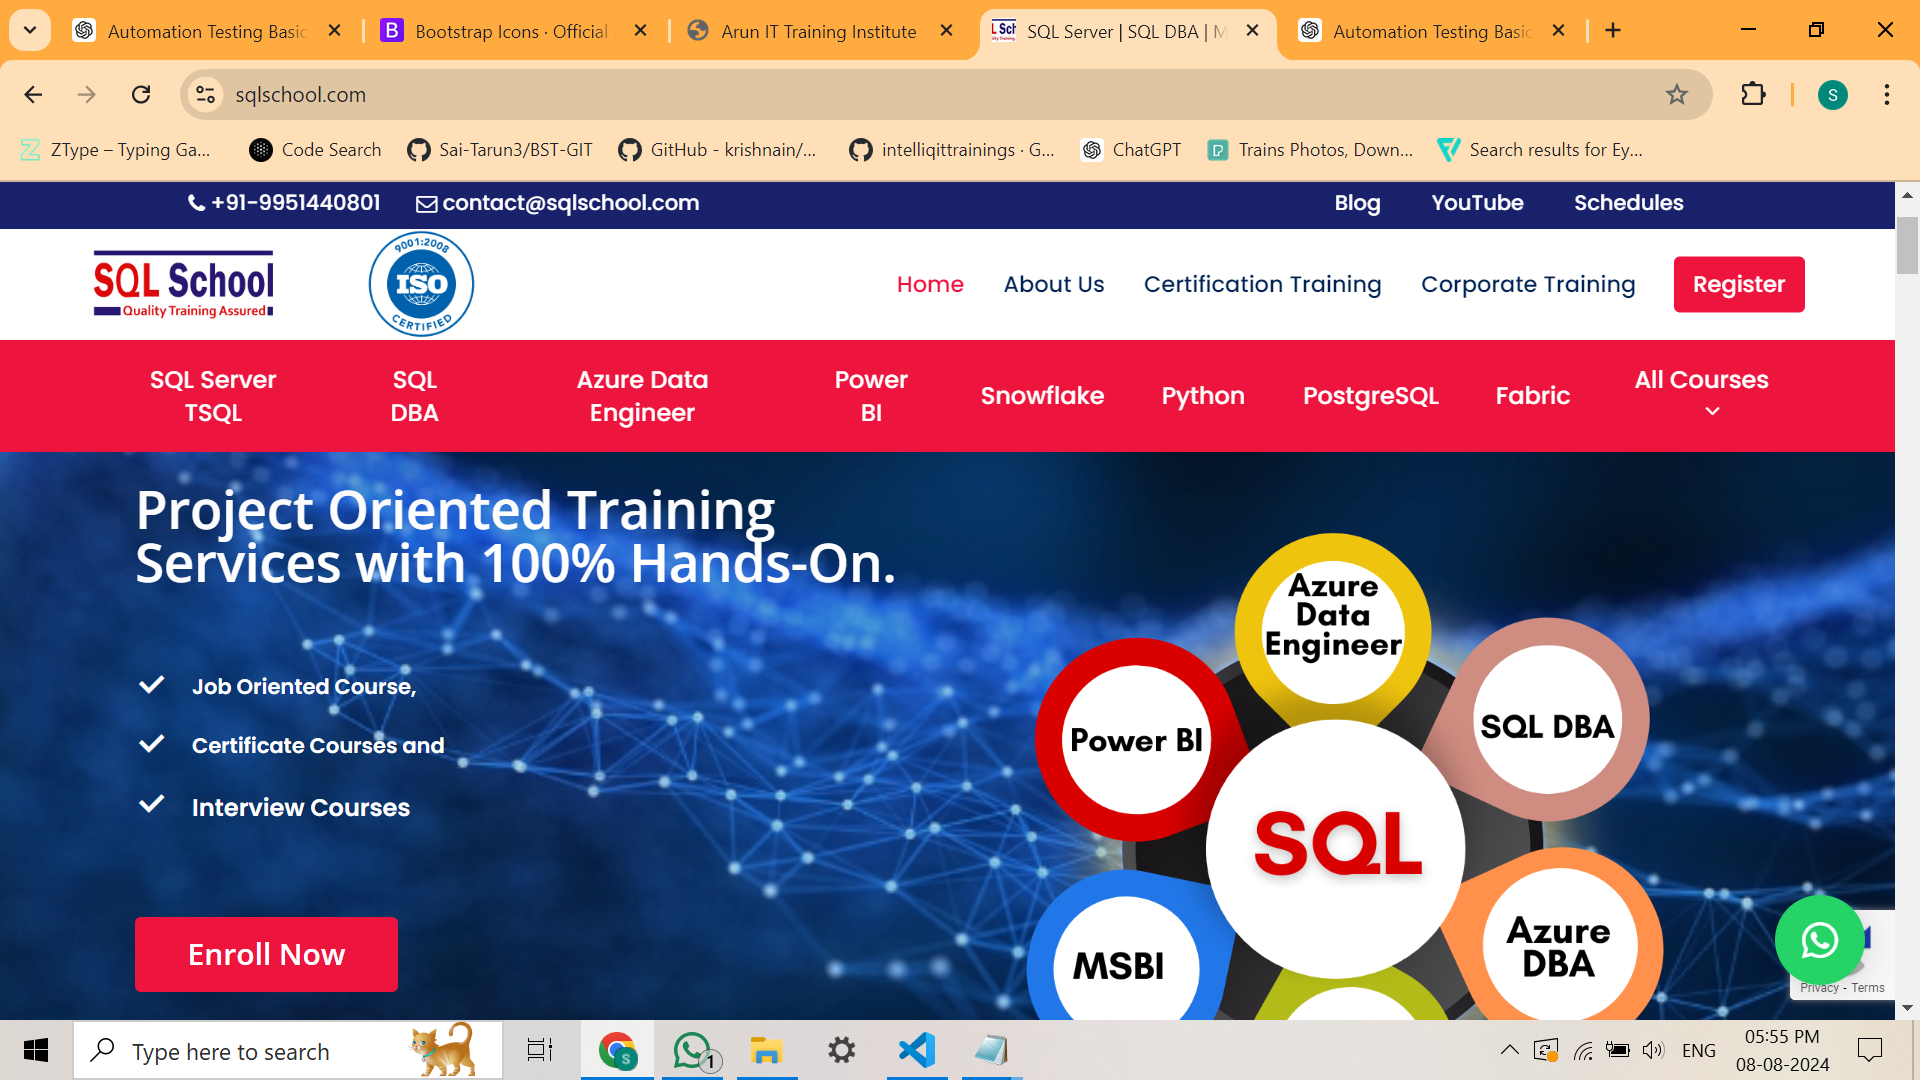 Automation Testing Basic
Bootstrap Icons · Official
Arun IT Training Institute
SQL Server | SQL DBA | M
Automation Testing Basic
sqlschool.com
S
ZType – Typing Ga...
Code Search
Sai-Tarun3/BST-GIT
GitHub - krishnain/...
intelliqittrainings · G...
ChatGPT
Trains Photos, Down...
Search results for Ey...
+91-9951440801
contact@sqlschool.com
Blog
YouTube
Schedules
SQL School
Quality Training Assured
9001:2008
ISO
CERTIFIED
Home
About Us
Certification Training
Corporate Training
Register
SQL Server
TSQL
SQL
DBA
Azure Data
Engineer
Power
BI
Snowflake
Python
PostgreSQL
Fabric
All Courses
Project Oriented Training
Services with 100% Hands-On.
Job Oriented Course,
Certificate Courses and
Interview Courses
Enroll Now
Azure
Data
Engineer
Power BI
SQL DBA
SQL
MSBI
Azure
DBA
Privacy - Terms
Type here to search
S
1
ENG
05:55 PM
08-08-2024